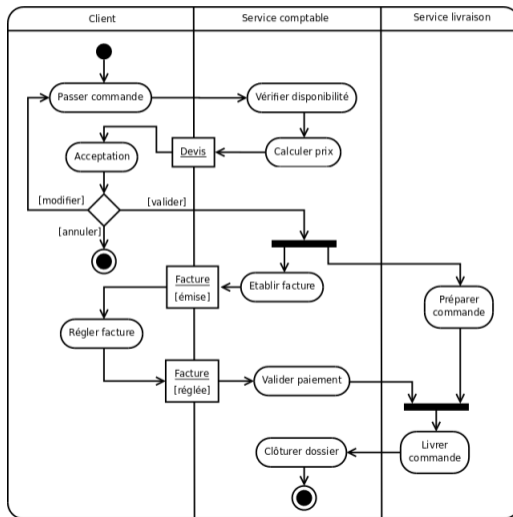 Client
Service comptable
Service livraison
Passer commande
Vérifier disponibilité
Acceptation
Devis
Calculer prix
[modifier]
[valider]
[annuler]
Facture
[émise]
Etablir facture
Préparer
commande
Régler facture
Facture
[réglée]
Valider paiement
Clôturer dossier
Livrer
commande